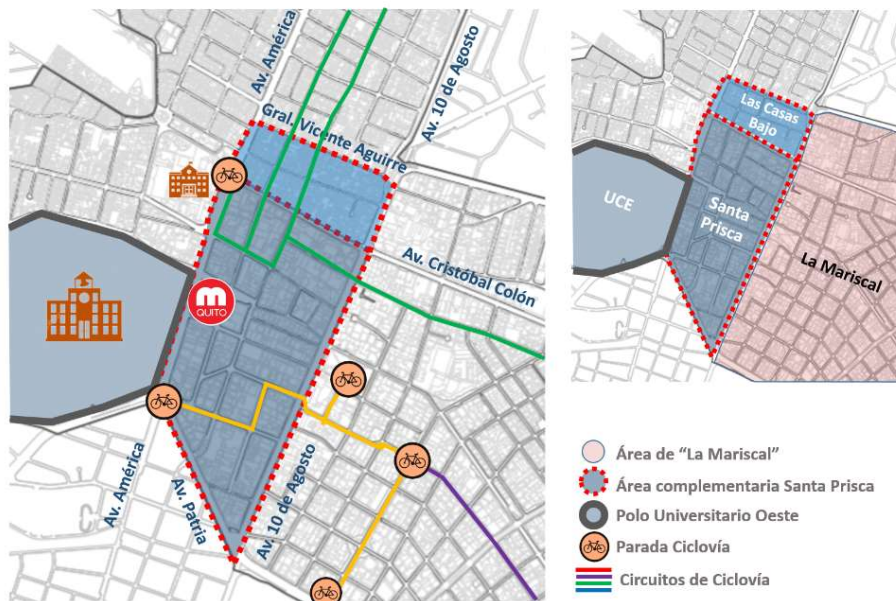 Av. América
Av. 10 de Agosto
Gral. Vicente Aguirre
Av. Cristóbal Colón
m
QUITO
Av. América
Av. Patria
Av. 10 de Agosto
Las Casas
Bajo
UCE
Santa
Prisca
La Mariscal
Área de "La Mariscal"
Área complementaria Santa Prisca
Polo Universitario Oeste
Parada Ciclovía
Circuitos de Ciclovía